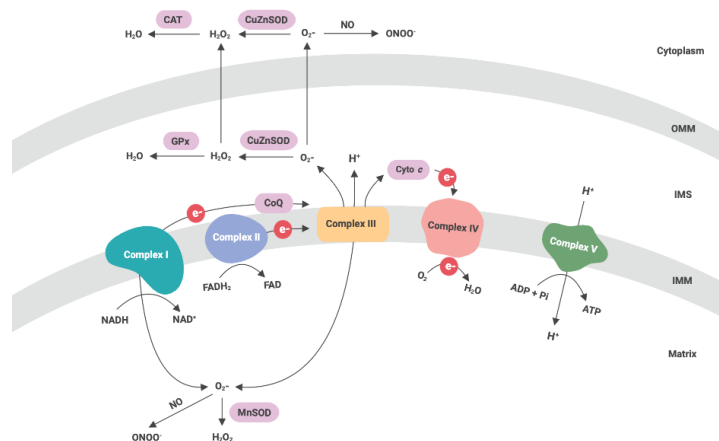 CAT
CuZnSOD
NO
H₂O
H₂O₂
O₂-
ONOO-
Cytoplasm
OMM
GPx
CuZnSOD
H₂O
H₂O₂
O₂-
H⁺
Cyto c
e-
IMS
H⁺
e-
CoQ
Complex I
Complex II
e-
Complex III
Complex IV
Complex V
e-
FADH₂
FAD
O₂
H₂O
ADP + Pi
ATP
IMM
NADH
NAD⁺
H⁺
Matrix
O₂-
NO
MnSOD
ONOO-
H₂O₂